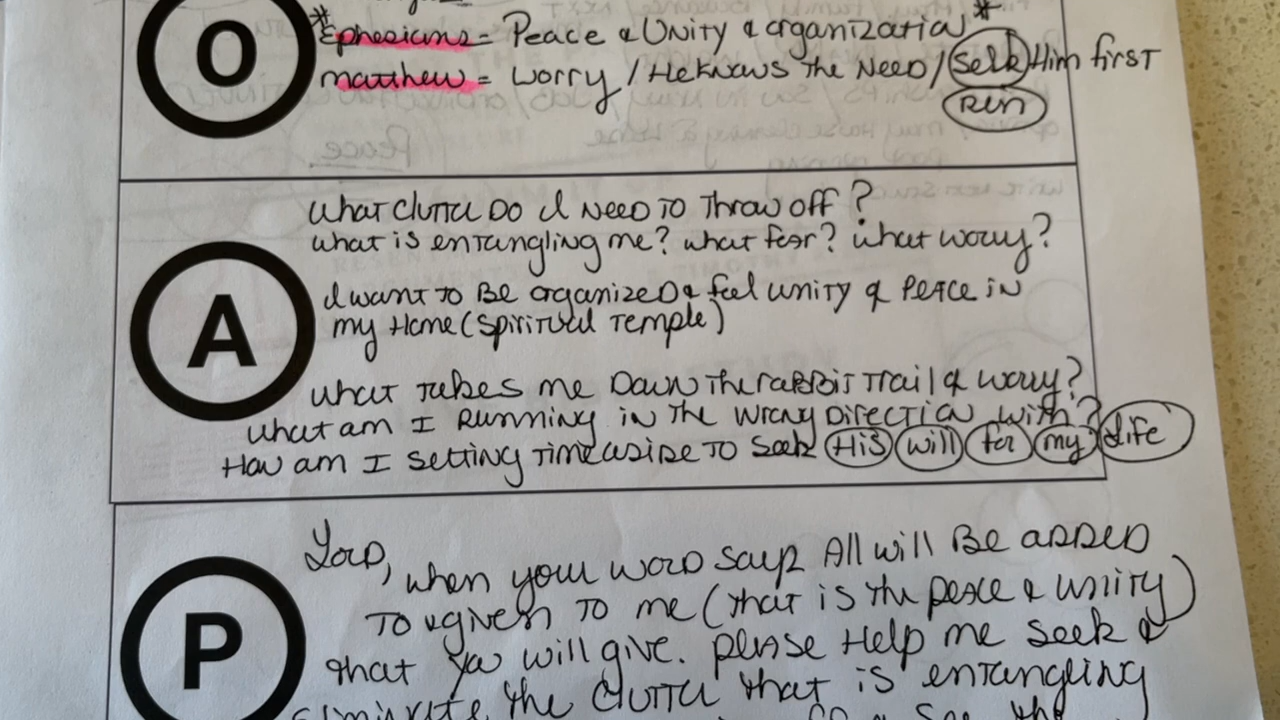 O
*Ephesians = Peace & Unity & organization*
matthew = worry / He knows the Need / Seek Him first
Run
Peace.
A
what clutter Do I Need To Throw off?
what is entangling me? what fear? what worry?
I want to Be organized & feel unity & Peace in
my Home (spiritual Temple)
what Takes me Down The rabbit Trail & worry?
what am I Running in The wrong Direction with?
How am I setting Time aside To Seek His will for my life
P
Lord, when your word says All will Be added
To & given To me (that is the peace & unity)
that you will give. please Help me seek &
eliminate the clutter that is entangling
off & See the